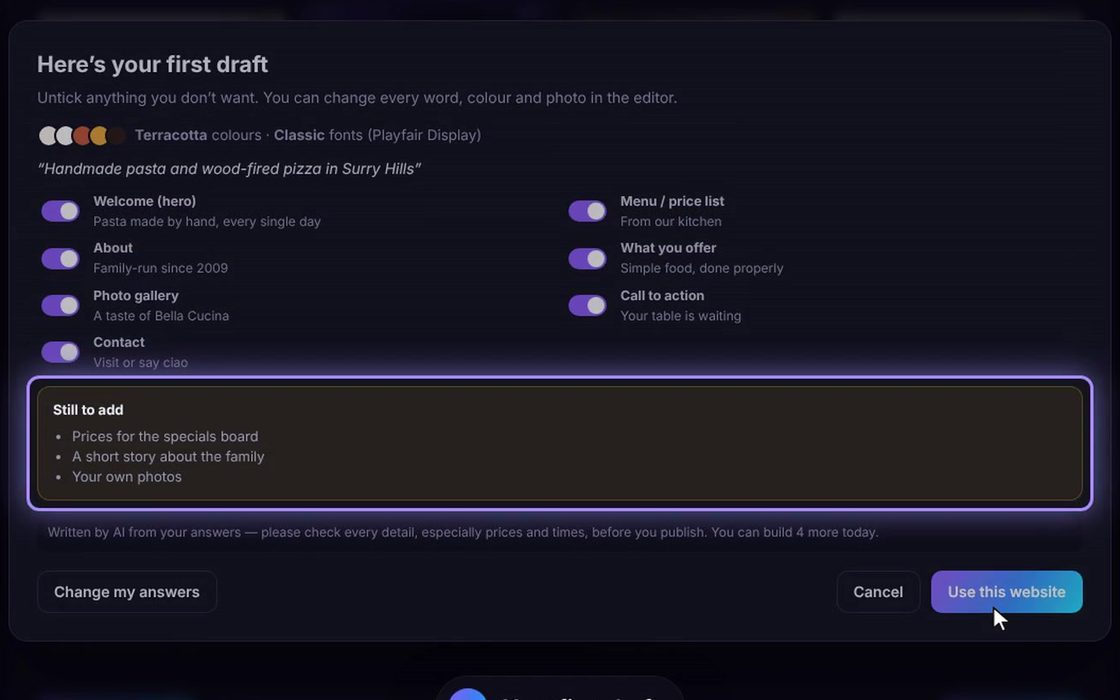 Here's your first draft
Untick anything you don't want. You can change every word, colour and photo in the editor.
Terracotta colours · Classic fonts (Playfair Display)
“Handmade pasta and wood-fired pizza in Surry Hills”
Welcome (hero)
Pasta made by hand, every single day
Menu / price list
From our kitchen
About
Family-run since 2009
What you offer
Simple food, done properly
Photo gallery
A taste of Bella Cucina
Call to action
Your table is waiting
Contact
Visit or say ciao
Still to add
• Prices for the specials board
• A short story about the family
• Your own photos
Written by AI from your answers — please check every detail, especially prices and times, before you publish. You can build 4 more today.
Change my answers
Cancel
Use this website